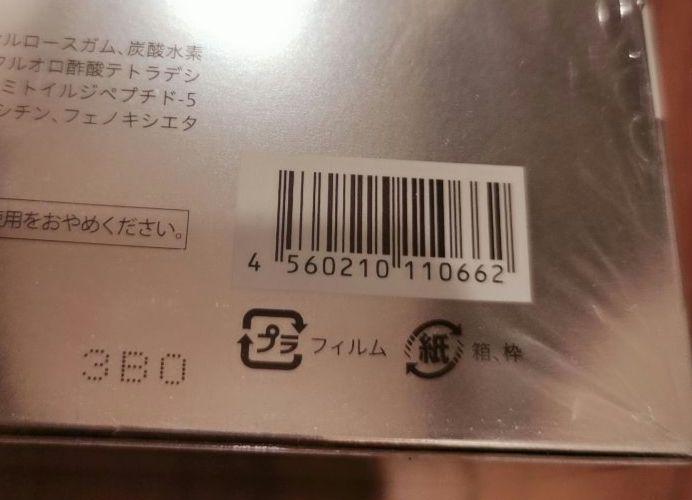 ルロースガム、炭酸水素
ルオロ酢酸テトラデシ
ミトイルジペプチド-5
シチン、フェノキシエタ
使用をおやめください。
4 560210 110662
プラ フィルム 紙 箱、枠
3B0